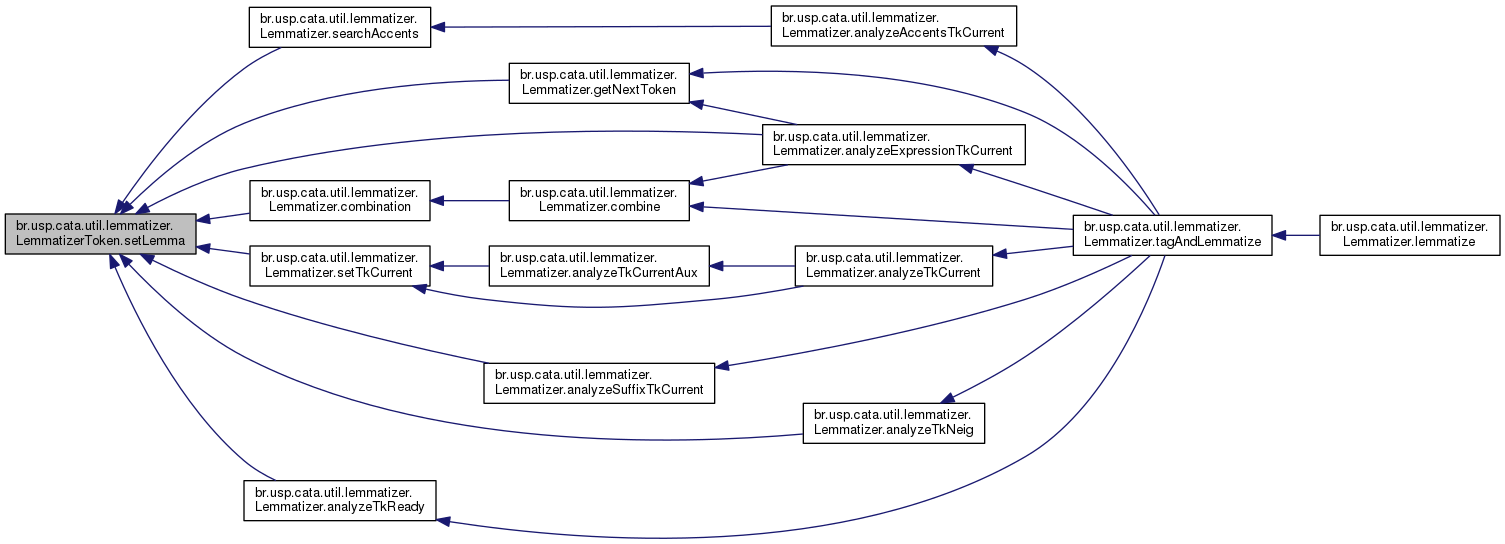 br.usp.cata.util.lemmatizer.
Lemmatizer.searchAccents
br.usp.cata.util.lemmatizer.
Lemmatizer.analyzeAccentsTkCurrent
br.usp.cata.util.lemmatizer.
Lemmatizer.getNextToken
br.usp.cata.util.lemmatizer.
Lemmatizer.analyzeExpressionTkCurrent
br.usp.cata.util.lemmatizer.
Lemmatizer.combination
br.usp.cata.util.lemmatizer.
Lemmatizer.combine
br.usp.cata.util.lemmatizer.
LemmatizerToken.setLemma
br.usp.cata.util.lemmatizer.
Lemmatizer.tagAndLemmatize
br.usp.cata.util.lemmatizer.
Lemmatizer.lemmatize
br.usp.cata.util.lemmatizer.
Lemmatizer.setTkCurrent
br.usp.cata.util.lemmatizer.
Lemmatizer.analyzeTkCurrentAux
br.usp.cata.util.lemmatizer.
Lemmatizer.analyzeTkCurrent
br.usp.cata.util.lemmatizer.
Lemmatizer.analyzeSuffixTkCurrent
br.usp.cata.util.lemmatizer.
Lemmatizer.analyzeTkNeig
br.usp.cata.util.lemmatizer.
Lemmatizer.analyzeTkReady